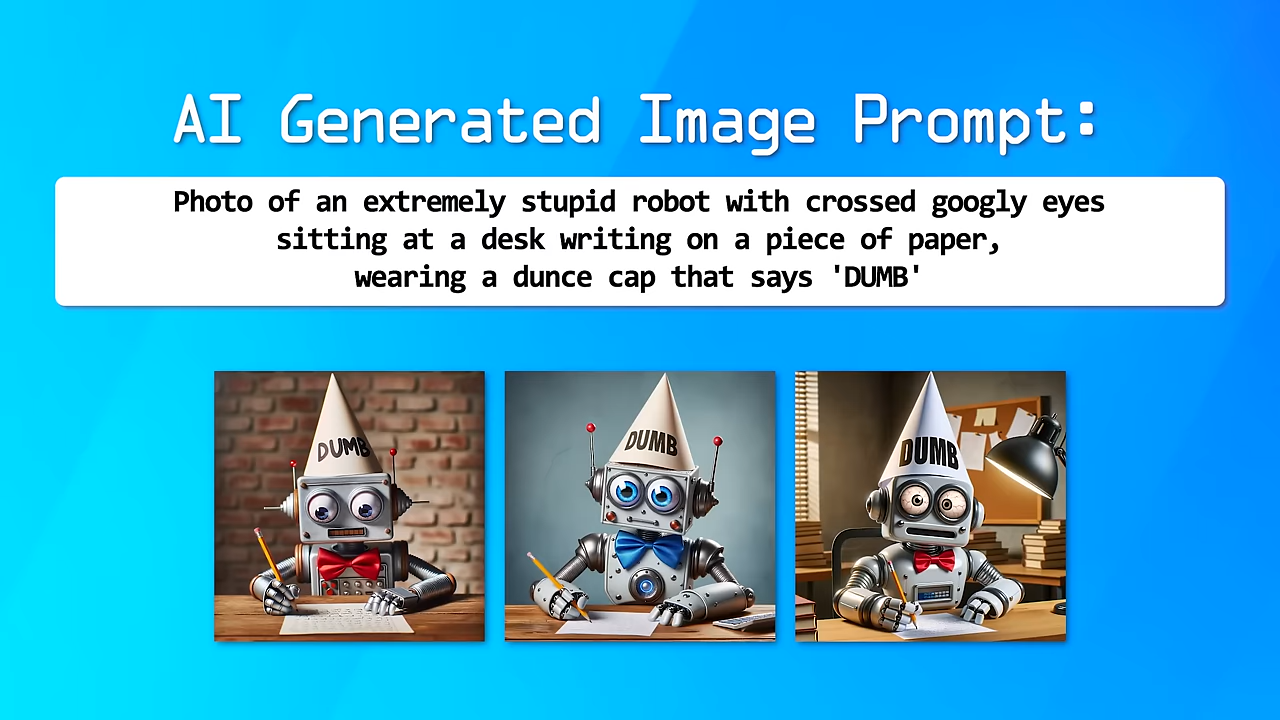 AI Generated Image Prompt:
Photo of an extremely stupid robot with crossed googly eyes
sitting at a desk writing on a piece of paper,
wearing a dunce cap that says 'DUMB'
DUMB
DUMB
DUMB